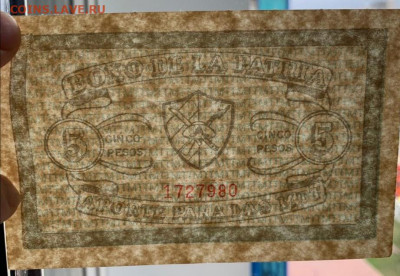 COINS.LAVE.RU
BONO DE LA PATRIA
5 CINCO PESOS
CINCO PESOS 5
1727980